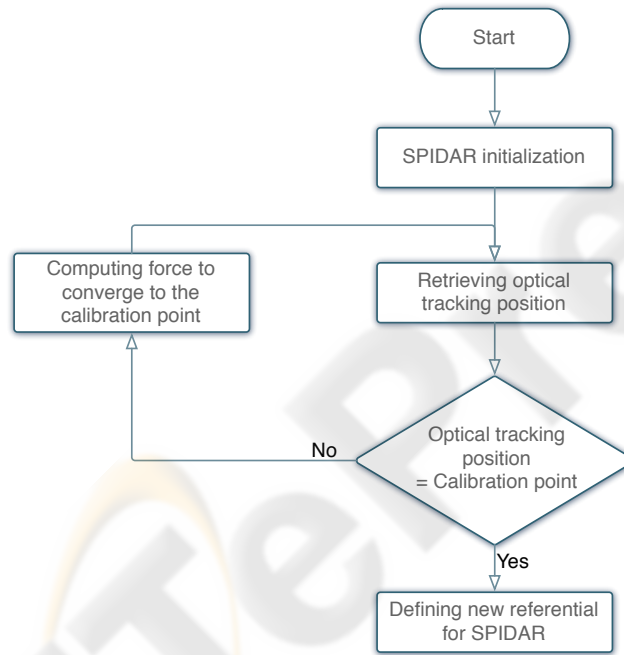 Start
SPIDAR initialization
Computing force to
converge to the
calibration point
Retrieving optical
tracking position
Optical tracking
position
= Calibration point
No
Yes
Defining new referential
for SPIDAR